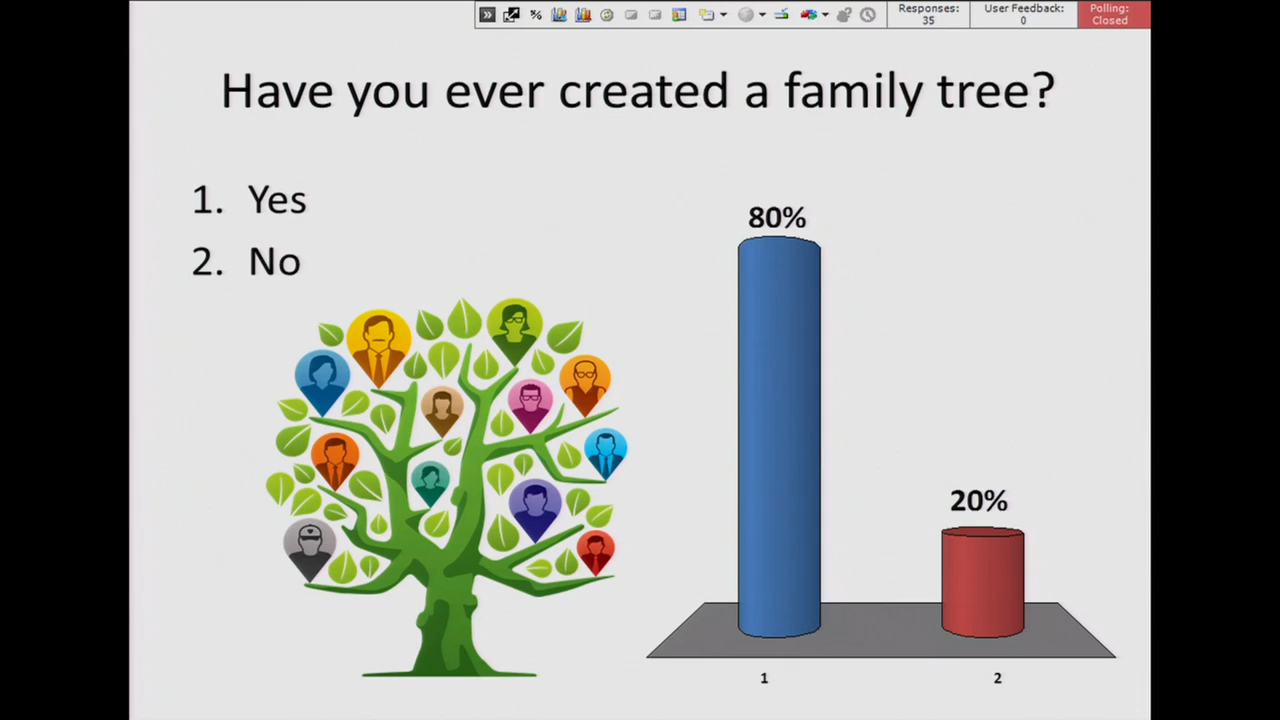 Responses:
35
User Feedback:
0
Polling:
Closed
Have you ever created a family tree?
1. Yes
2. No
80%
20%
1
2